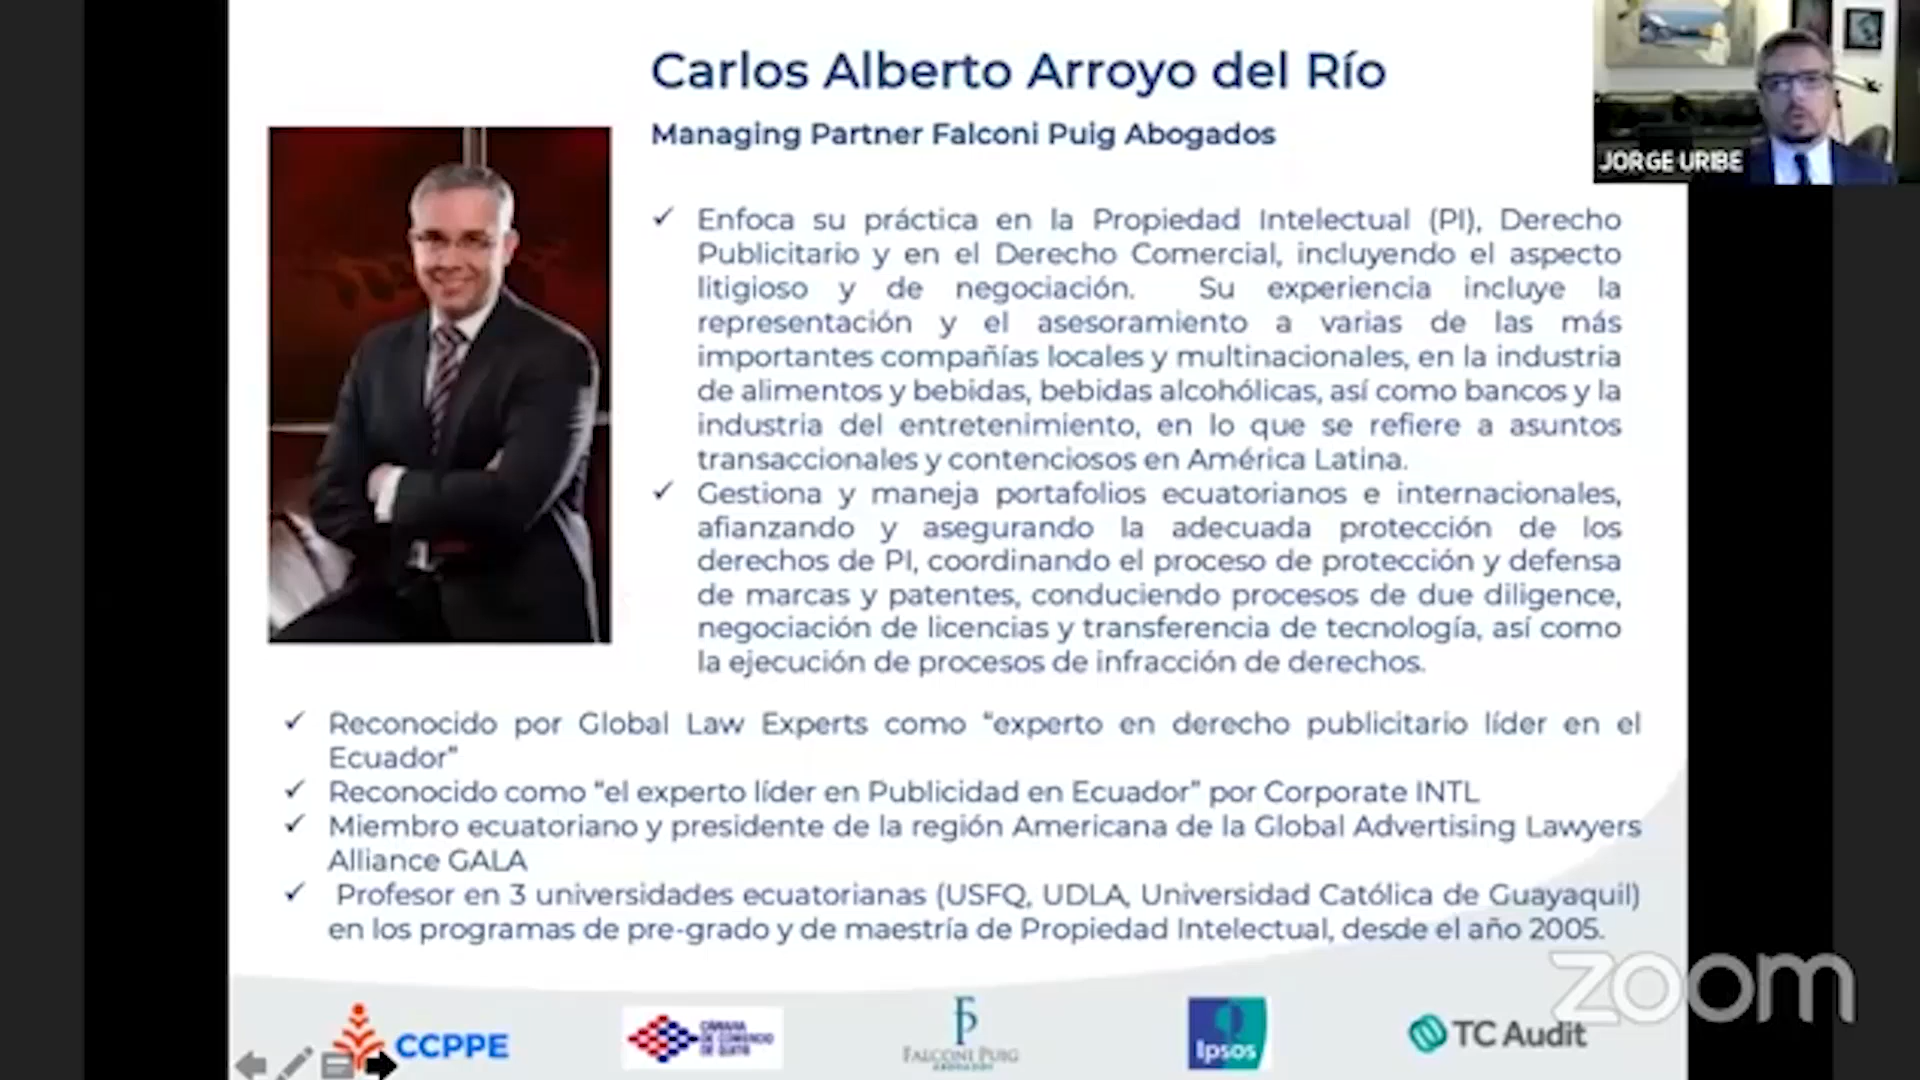 Carlos Alberto Arroyo del Río
Managing Partner Falconi Puig Abogados
JORGE URIBE
✓ Enfoca su práctica en la Propiedad Intelectual (PI), Derecho
Publicitario y en el Derecho Comercial, incluyendo el aspecto
litigioso y de negociación. Su experiencia incluye la
representación y el asesoramiento a varias de las más
importantes compañías locales y multinacionales, en la industria
de alimentos y bebidas, bebidas alcohólicas, así como bancos y la
industria del entretenimiento, en lo que se refiere a asuntos
transaccionales y contenciosos en América Latina.
✓ Gestiona y maneja portafolios ecuatorianos e internacionales,
afianzando y asegurando la adecuada protección de los
derechos de PI, coordinando el proceso de protección y defensa
de marcas y patentes, conduciendo procesos de due diligence,
negociación de licencias y transferencia de tecnología, así como
la ejecución de procesos de infracción de derechos.
✓ Reconocido por Global Law Experts como “experto en derecho publicitario líder en el
Ecuador”
✓ Reconocido como “el experto líder en Publicidad en Ecuador” por Corporate INTL
✓ Miembro ecuatoriano y presidente de la región Americana de la Global Advertising Lawyers
Alliance GALA
✓ Profesor en 3 universidades ecuatorianas (USFQ, UDLA, Universidad Católica de Guayaquil)
en los programas de pre-grado y de maestría de Propiedad Intelectual, desde el año 2005.
zoom
CCPPE
CÁMARA
DE COMERCIO
DE QUITO
FALCONI PUIG
ABOGADOS
Ipsos
TC Audit